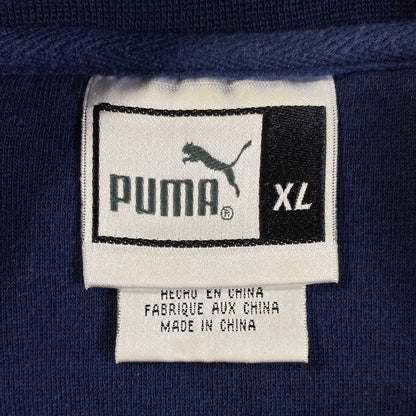 PUMA®
XL
HECHO EN CHINA
FABRIQUE AUX CHINA
MADE IN CHINA